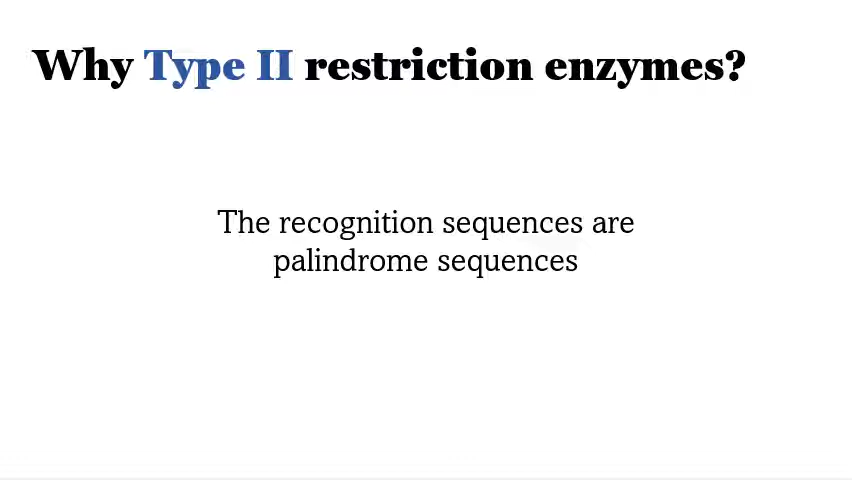 Why Type II restriction enzymes?
The recognition sequences are
palindrome sequences